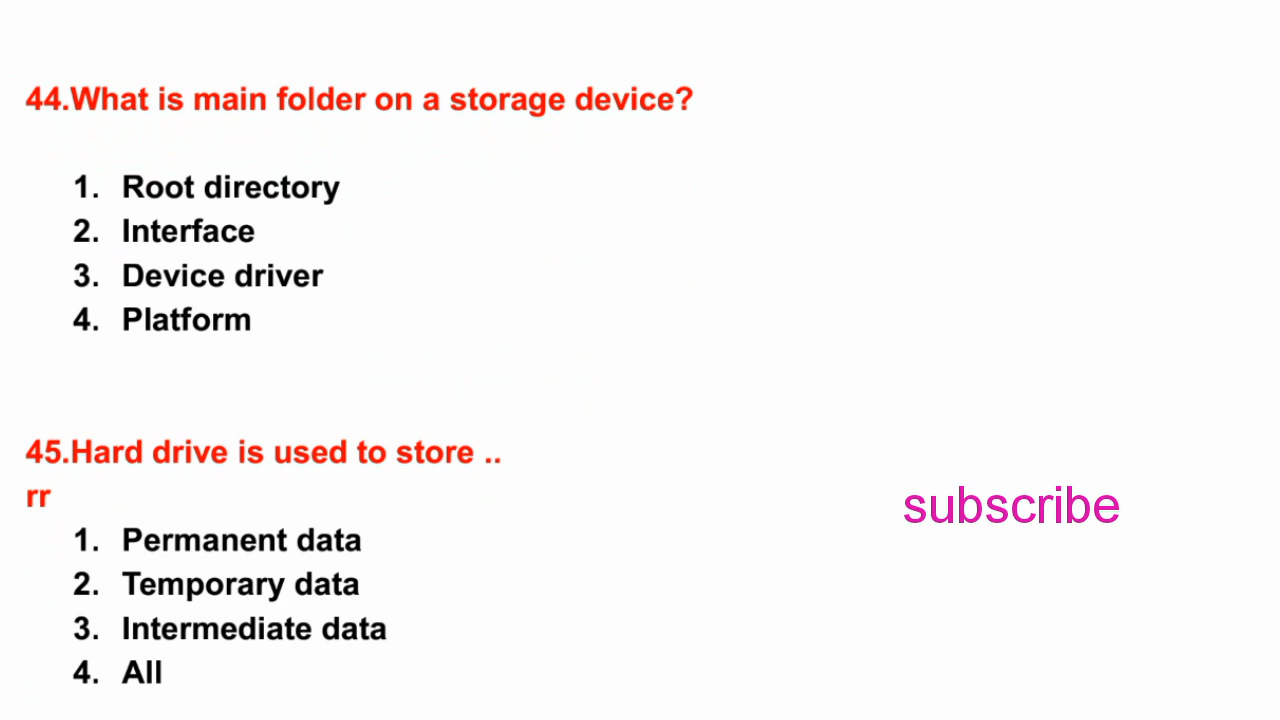 44.What is main folder on a storage device?
1. Root directory
2. Interface
3. Device driver
4. Platform
45.Hard drive is used to store ..
rr
subscribe
1. Permanent data
2. Temporary data
3. Intermediate data
4. All